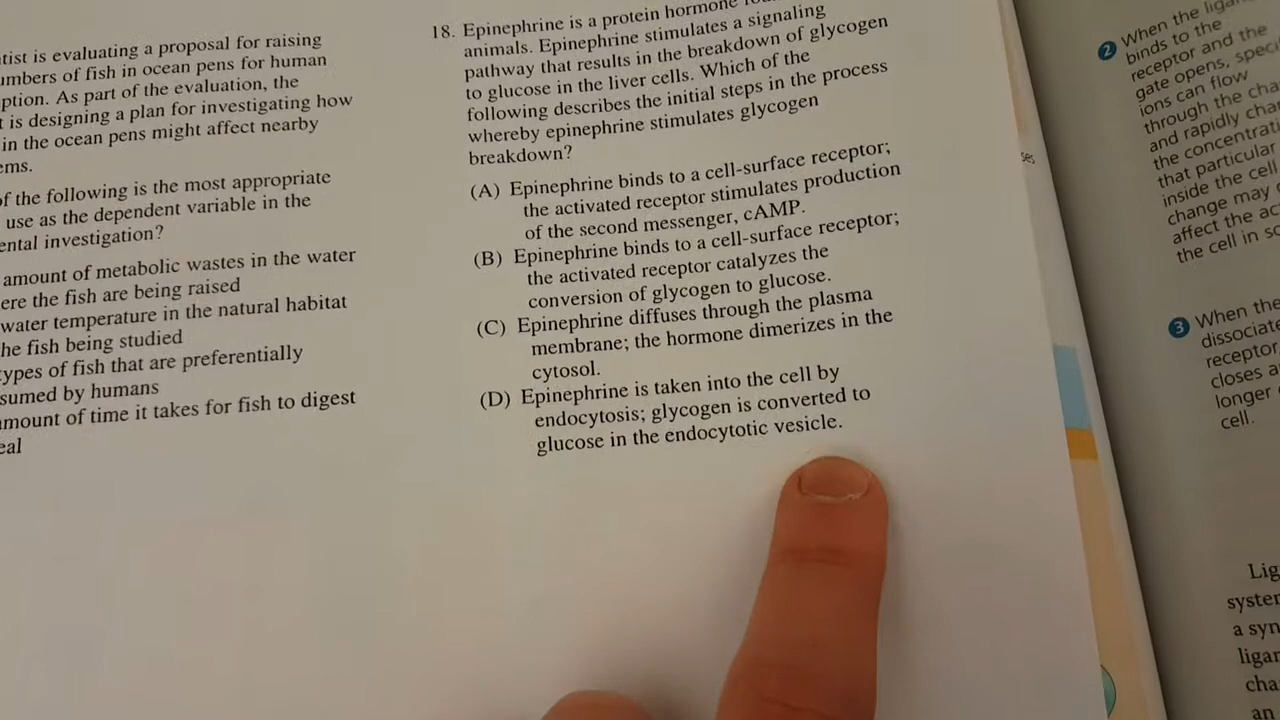 tist is evaluating a proposal for raising
umbers of fish in ocean pens for human
ption. As part of the evaluation, the
t is designing a plan for investigating how
in the ocean pens might affect nearby
ems.
of the following is the most appropriate
use as the dependent variable in the
ental investigation?
amount of metabolic wastes in the water
ere the fish are being raised
water temperature in the natural habitat
he fish being studied
types of fish that are preferentially
sumed by humans
amount of time it takes for fish to digest
eal
18. Epinephrine is a protein hormone
animals. Epinephrine stimulates a signaling
pathway that results in the breakdown of glycogen
to glucose in the liver cells. Which of the
following describes the initial steps in the process
whereby epinephrine stimulates glycogen
breakdown?
(A) Epinephrine binds to a cell-surface receptor;
the activated receptor stimulates production
of the second messenger, cAMP.
(B) Epinephrine binds to a cell-surface receptor;
the activated receptor catalyzes the
conversion of glycogen to glucose.
(C) Epinephrine diffuses through the plasma
membrane; the hormone dimerizes in the
cytosol.
(D) Epinephrine is taken into the cell by
endocytosis; glycogen is converted to
glucose in the endocytotic vesicle.
ses
2 When the ligan
binds to the
receptor and the
gate opens, speci
ions can flow
through the cha
and rapidly cha
the concentrati
that particular
inside the cell
change may
affect the ac
the cell in so
3 When the
dissociate
receptor,
closes a
longer
cell.
Lig
system
a syn
ligan
cha
an